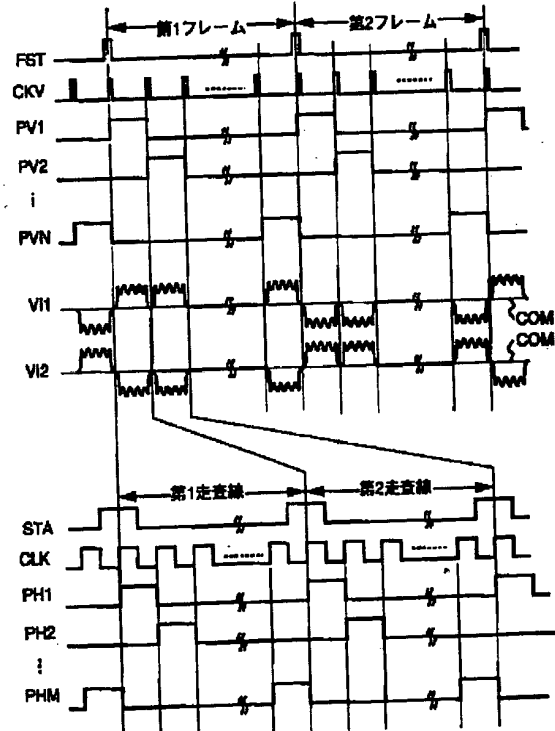 第1フレーム 第2フレーム
FST
CKV
PV1
PV2
i
PVN
VI1
COM
COM
VI2
第1走査線 第2走査線
STA
CLK
PH1
PH2
PHM